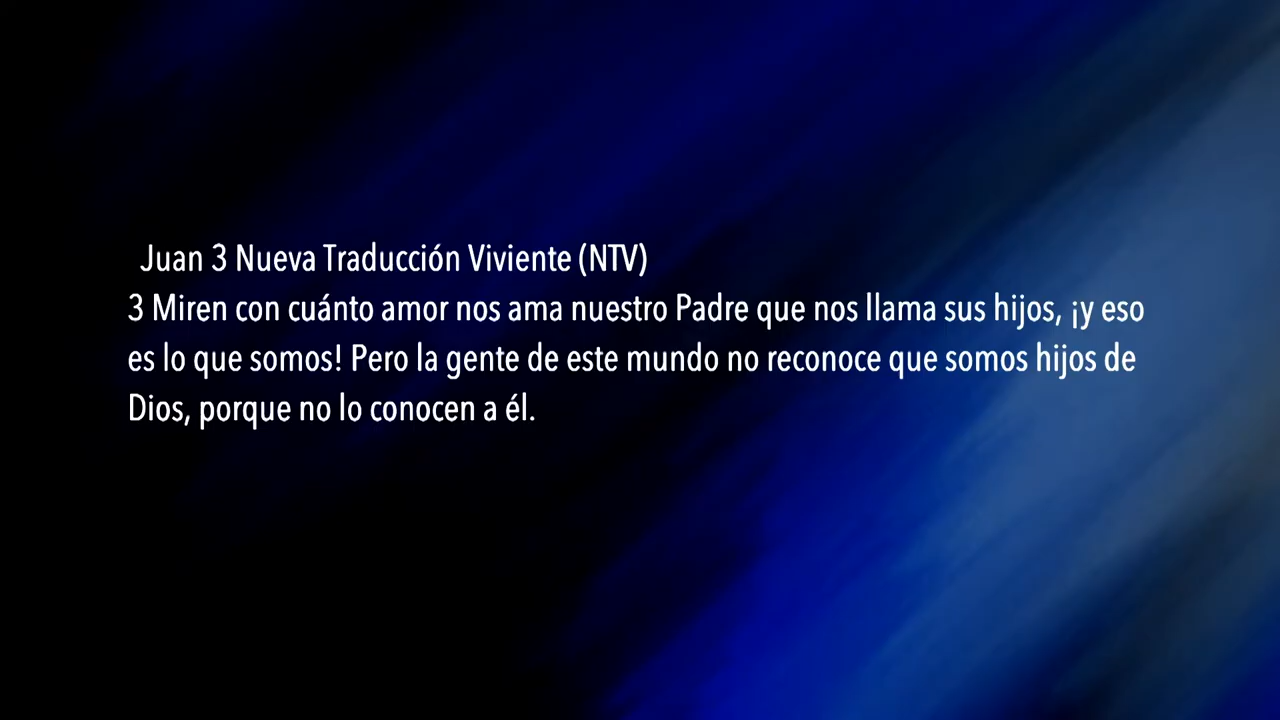 Juan 3 Nueva Traducción Viviente (NTV)
3 Miren con cuánto amor nos ama nuestro Padre que nos llama sus hijos, ¡y eso
es lo que somos! Pero la gente de este mundo no reconoce que somos hijos de
Dios, porque no lo conocen a él.